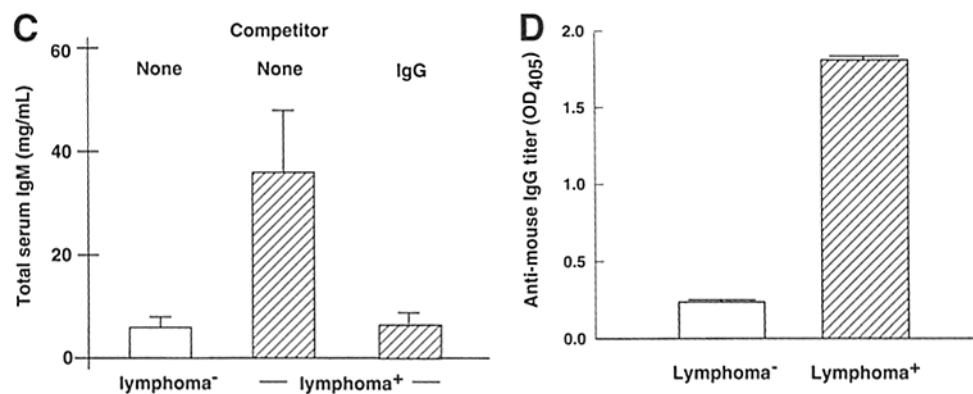 C
Competitor
None None IgG
Total serum IgM (mg/mL)
60
40
20
0
lymphoma-
— lymphoma+ —
D
Anti-mouse IgG titer (OD405)
2.0
1.5
1.0
0.5
0.0
Lymphoma- Lymphoma+